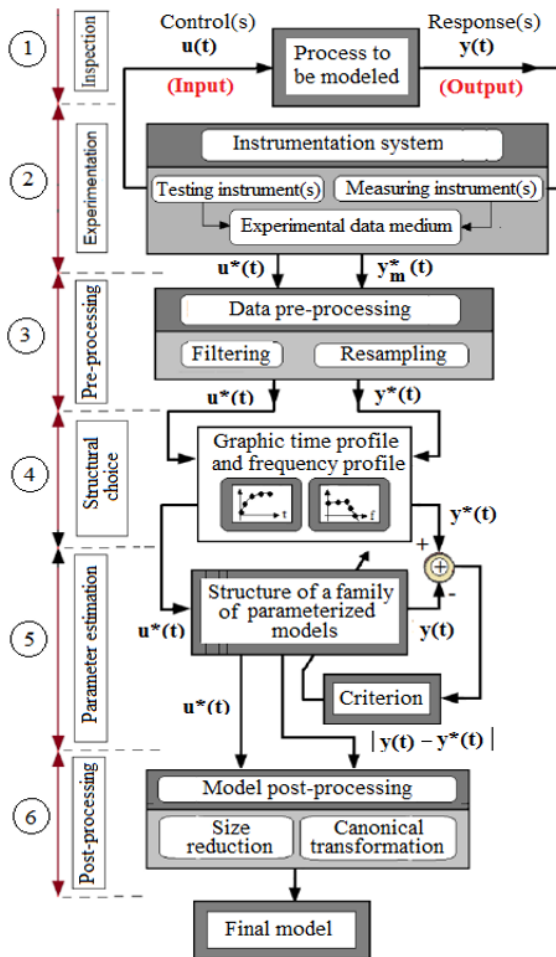 1
Inspection
Control(s)
u(t)
(Input)
Process to
be modeled
Response(s)
y(t)
(Output)
2
Experimentation
Instrumentation system
Testing instrument(s)
Measuring instrument(s)
Experimental data medium
u*(t)
y*m (t)
3
Pre-processing
Data pre-processing
Filtering
Resampling
u*(t)
y*(t)
4
Structural
choice
Graphic time profile
and frequency profile
t
f
y*(t)
+
+
-
5
Parameter estimation
Structure of a family
of parameterized
models
u*(t)
y(t)
Criterion
u*(t)
| y(t) - y*(t) |
6
Post-processing
Model post-processing
Size
reduction
Canonical
transformation
Final model